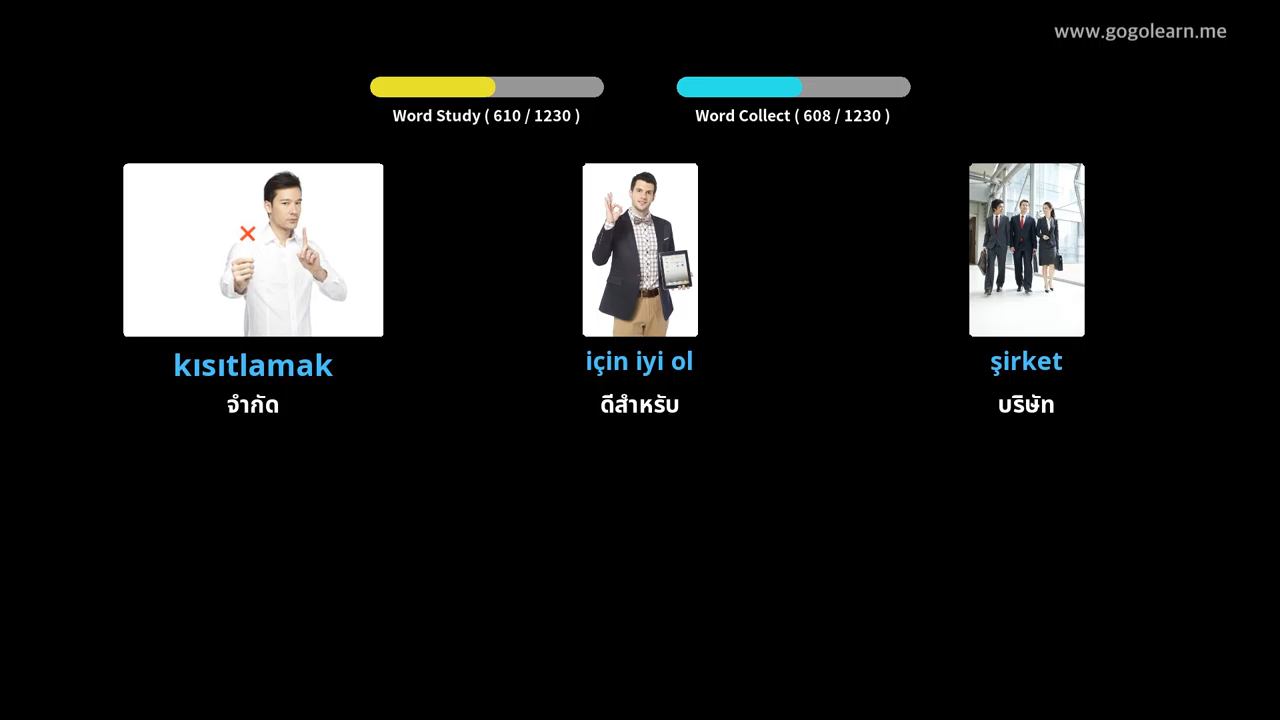 www.gogolearn.me
Word Study ( 610 / 1230 )
Word Collect ( 608 / 1230 )
kısıtlamak
için iyi ol
şirket
จำกัด
ดีสำหรับ
บริษัท